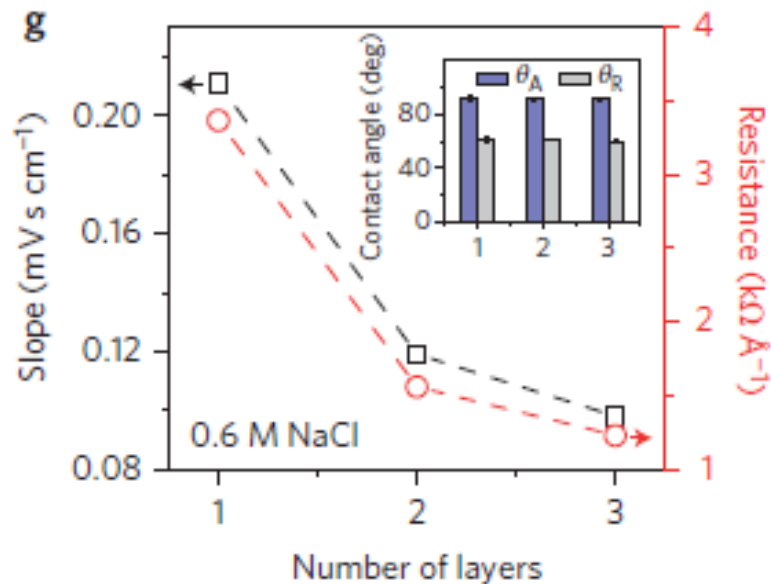 g
Slope (mV s cm⁻¹)
0.20
0.16
0.12
0.08
1
2
3
Number of layers
0.6 M NaCl
Contact angle (deg)
80
40
0
θA
θR
1
2
3
4
3
2
1
Resistance (kΩ Å⁻¹)